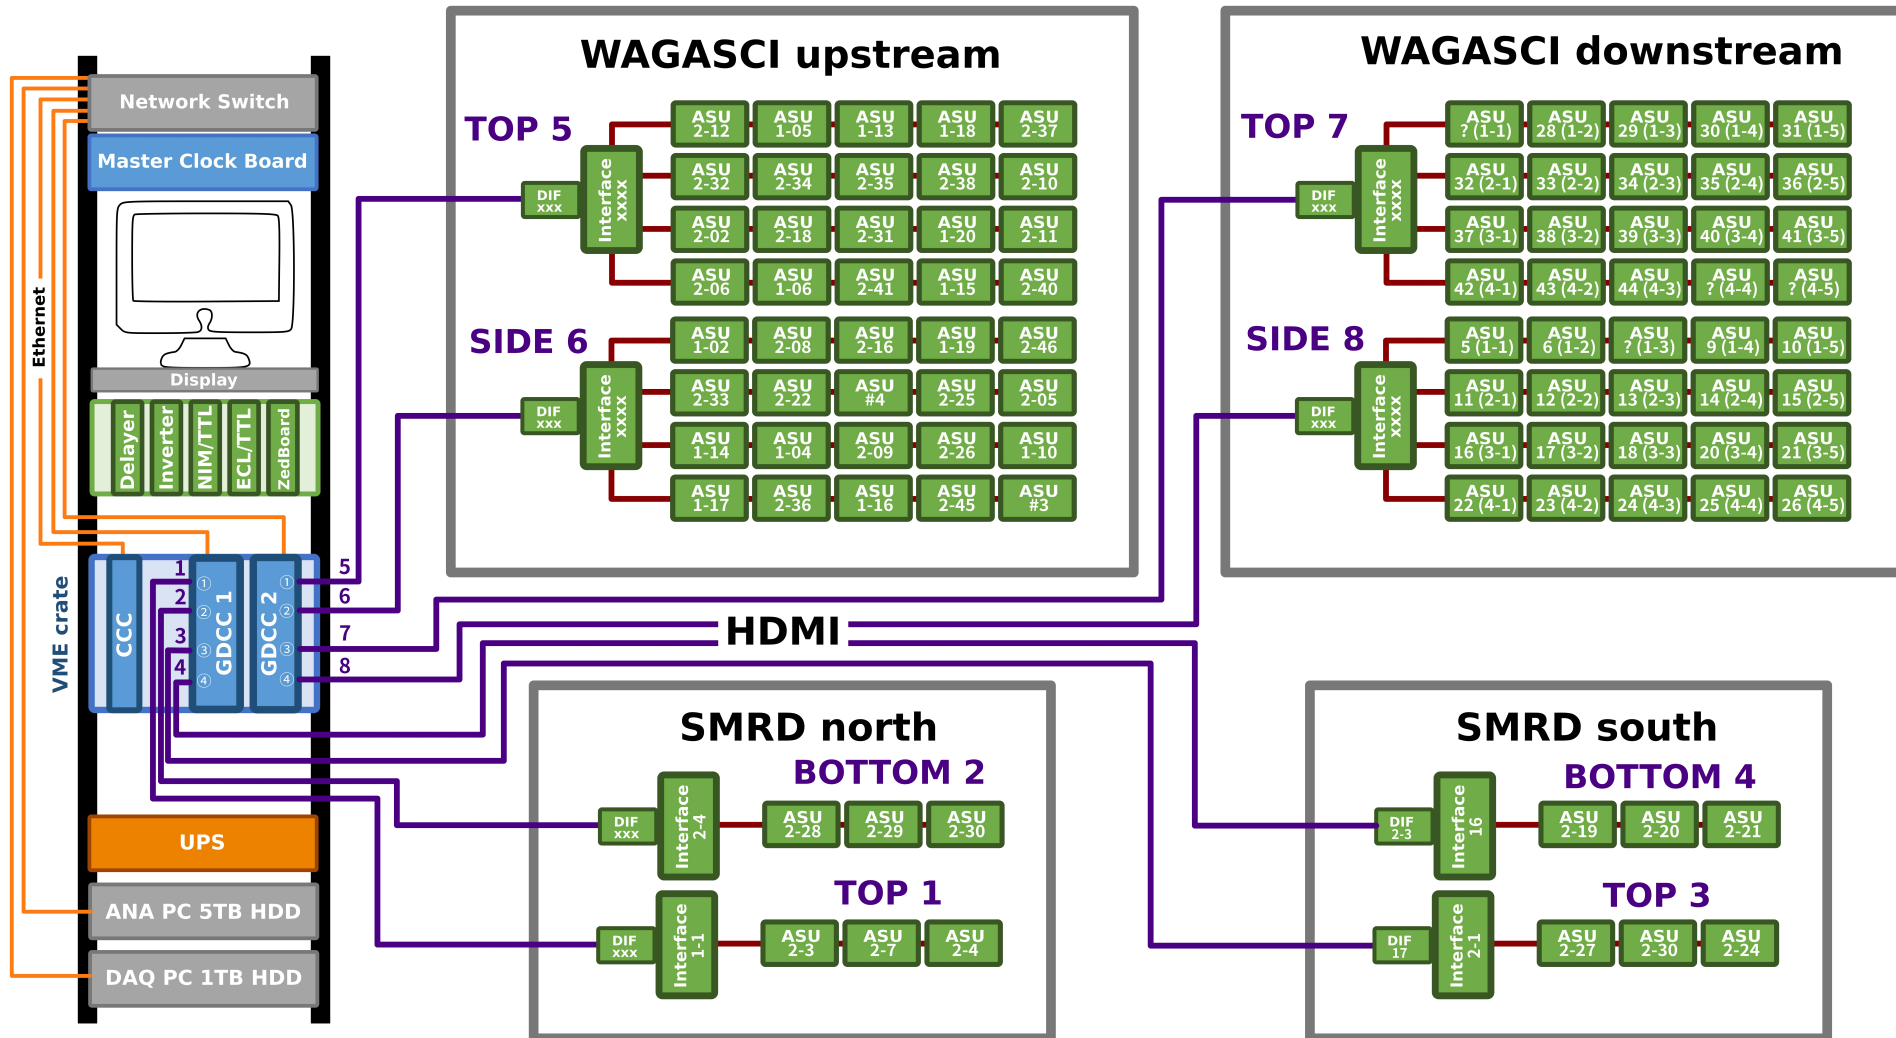 Network Switch
Master Clock Board
Display
Ethernet
Delayer
Inverter
NIM/TTL
ECL/TTL
ZedBoard
VME crate
CCC
GDCC 1
GDCC 2
1
2
3
4
①
②
③
④
①
②
③
④
5
6
7
8
UPS
ANA PC 5TB HDD
DAQ PC 1TB HDD
HDMI
WAGASCI upstream
TOP 5
DIF
xxx
Interface
xxxx
ASU
2-12
ASU
1-05
ASU
1-13
ASU
1-18
ASU
2-37
ASU
2-32
ASU
2-34
ASU
2-35
ASU
2-38
ASU
2-10
ASU
2-02
ASU
2-18
ASU
2-31
ASU
1-20
ASU
2-11
ASU
2-06
ASU
1-06
ASU
2-41
ASU
1-15
ASU
2-40
SIDE 6
DIF
xxx
Interface
xxxx
ASU
1-02
ASU
2-08
ASU
2-16
ASU
1-19
ASU
2-46
ASU
2-33
ASU
2-22
ASU
#4
ASU
2-25
ASU
2-05
ASU
1-14
ASU
1-04
ASU
2-09
ASU
2-26
ASU
1-10
ASU
1-17
ASU
2-36
ASU
1-16
ASU
2-45
ASU
#3
WAGASCI downstream
TOP 7
DIF
xxx
Interface
xxxx
ASU
? (1-1)
ASU
28 (1-2)
ASU
29 (1-3)
ASU
30 (1-4)
ASU
31 (1-5)
ASU
32 (2-1)
ASU
33 (2-2)
ASU
34 (2-3)
ASU
35 (2-4)
ASU
36 (2-5)
ASU
37 (3-1)
ASU
38 (3-2)
ASU
39 (3-3)
ASU
40 (3-4)
ASU
41 (3-5)
ASU
42 (4-1)
ASU
43 (4-2)
ASU
44 (4-3)
ASU
? (4-4)
ASU
? (4-5)
SIDE 8
DIF
xxx
Interface
xxxx
ASU
5 (1-1)
ASU
6 (1-2)
ASU
? (1-3)
ASU
9 (1-4)
ASU
10 (1-5)
ASU
11 (2-1)
ASU
12 (2-2)
ASU
13 (2-3)
ASU
14 (2-4)
ASU
15 (2-5)
ASU
16 (3-1)
ASU
17 (3-2)
ASU
18 (3-3)
ASU
20 (3-4)
ASU
21 (3-5)
ASU
22 (4-1)
ASU
23 (4-2)
ASU
24 (4-3)
ASU
25 (4-4)
ASU
26 (4-5)
SMRD north
BOTTOM 2
DIF
xxx
Interface
2-4
ASU
2-28
ASU
2-29
ASU
2-30
TOP 1
DIF
xxx
Interface
1-1
ASU
2-3
ASU
2-7
ASU
2-4
SMRD south
BOTTOM 4
DIF
2-3
Interface
16
ASU
2-19
ASU
2-20
ASU
2-21
TOP 3
DIF
17
Interface
2-1
ASU
2-27
ASU
2-30
ASU
2-24